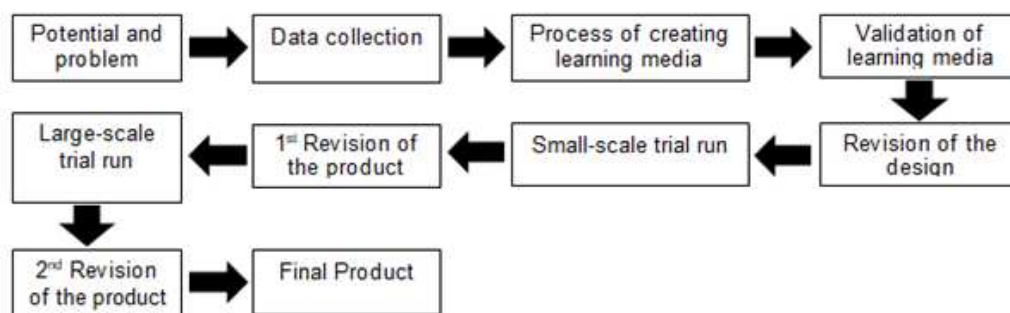 Potential and
problem
Data collection
Process of creating
learning media
Validation of
learning media
Large-scale
trial run
1st Revision of
the product
Small-scale trial run
Revision of the
design
2nd Revision
of the product
Final Product